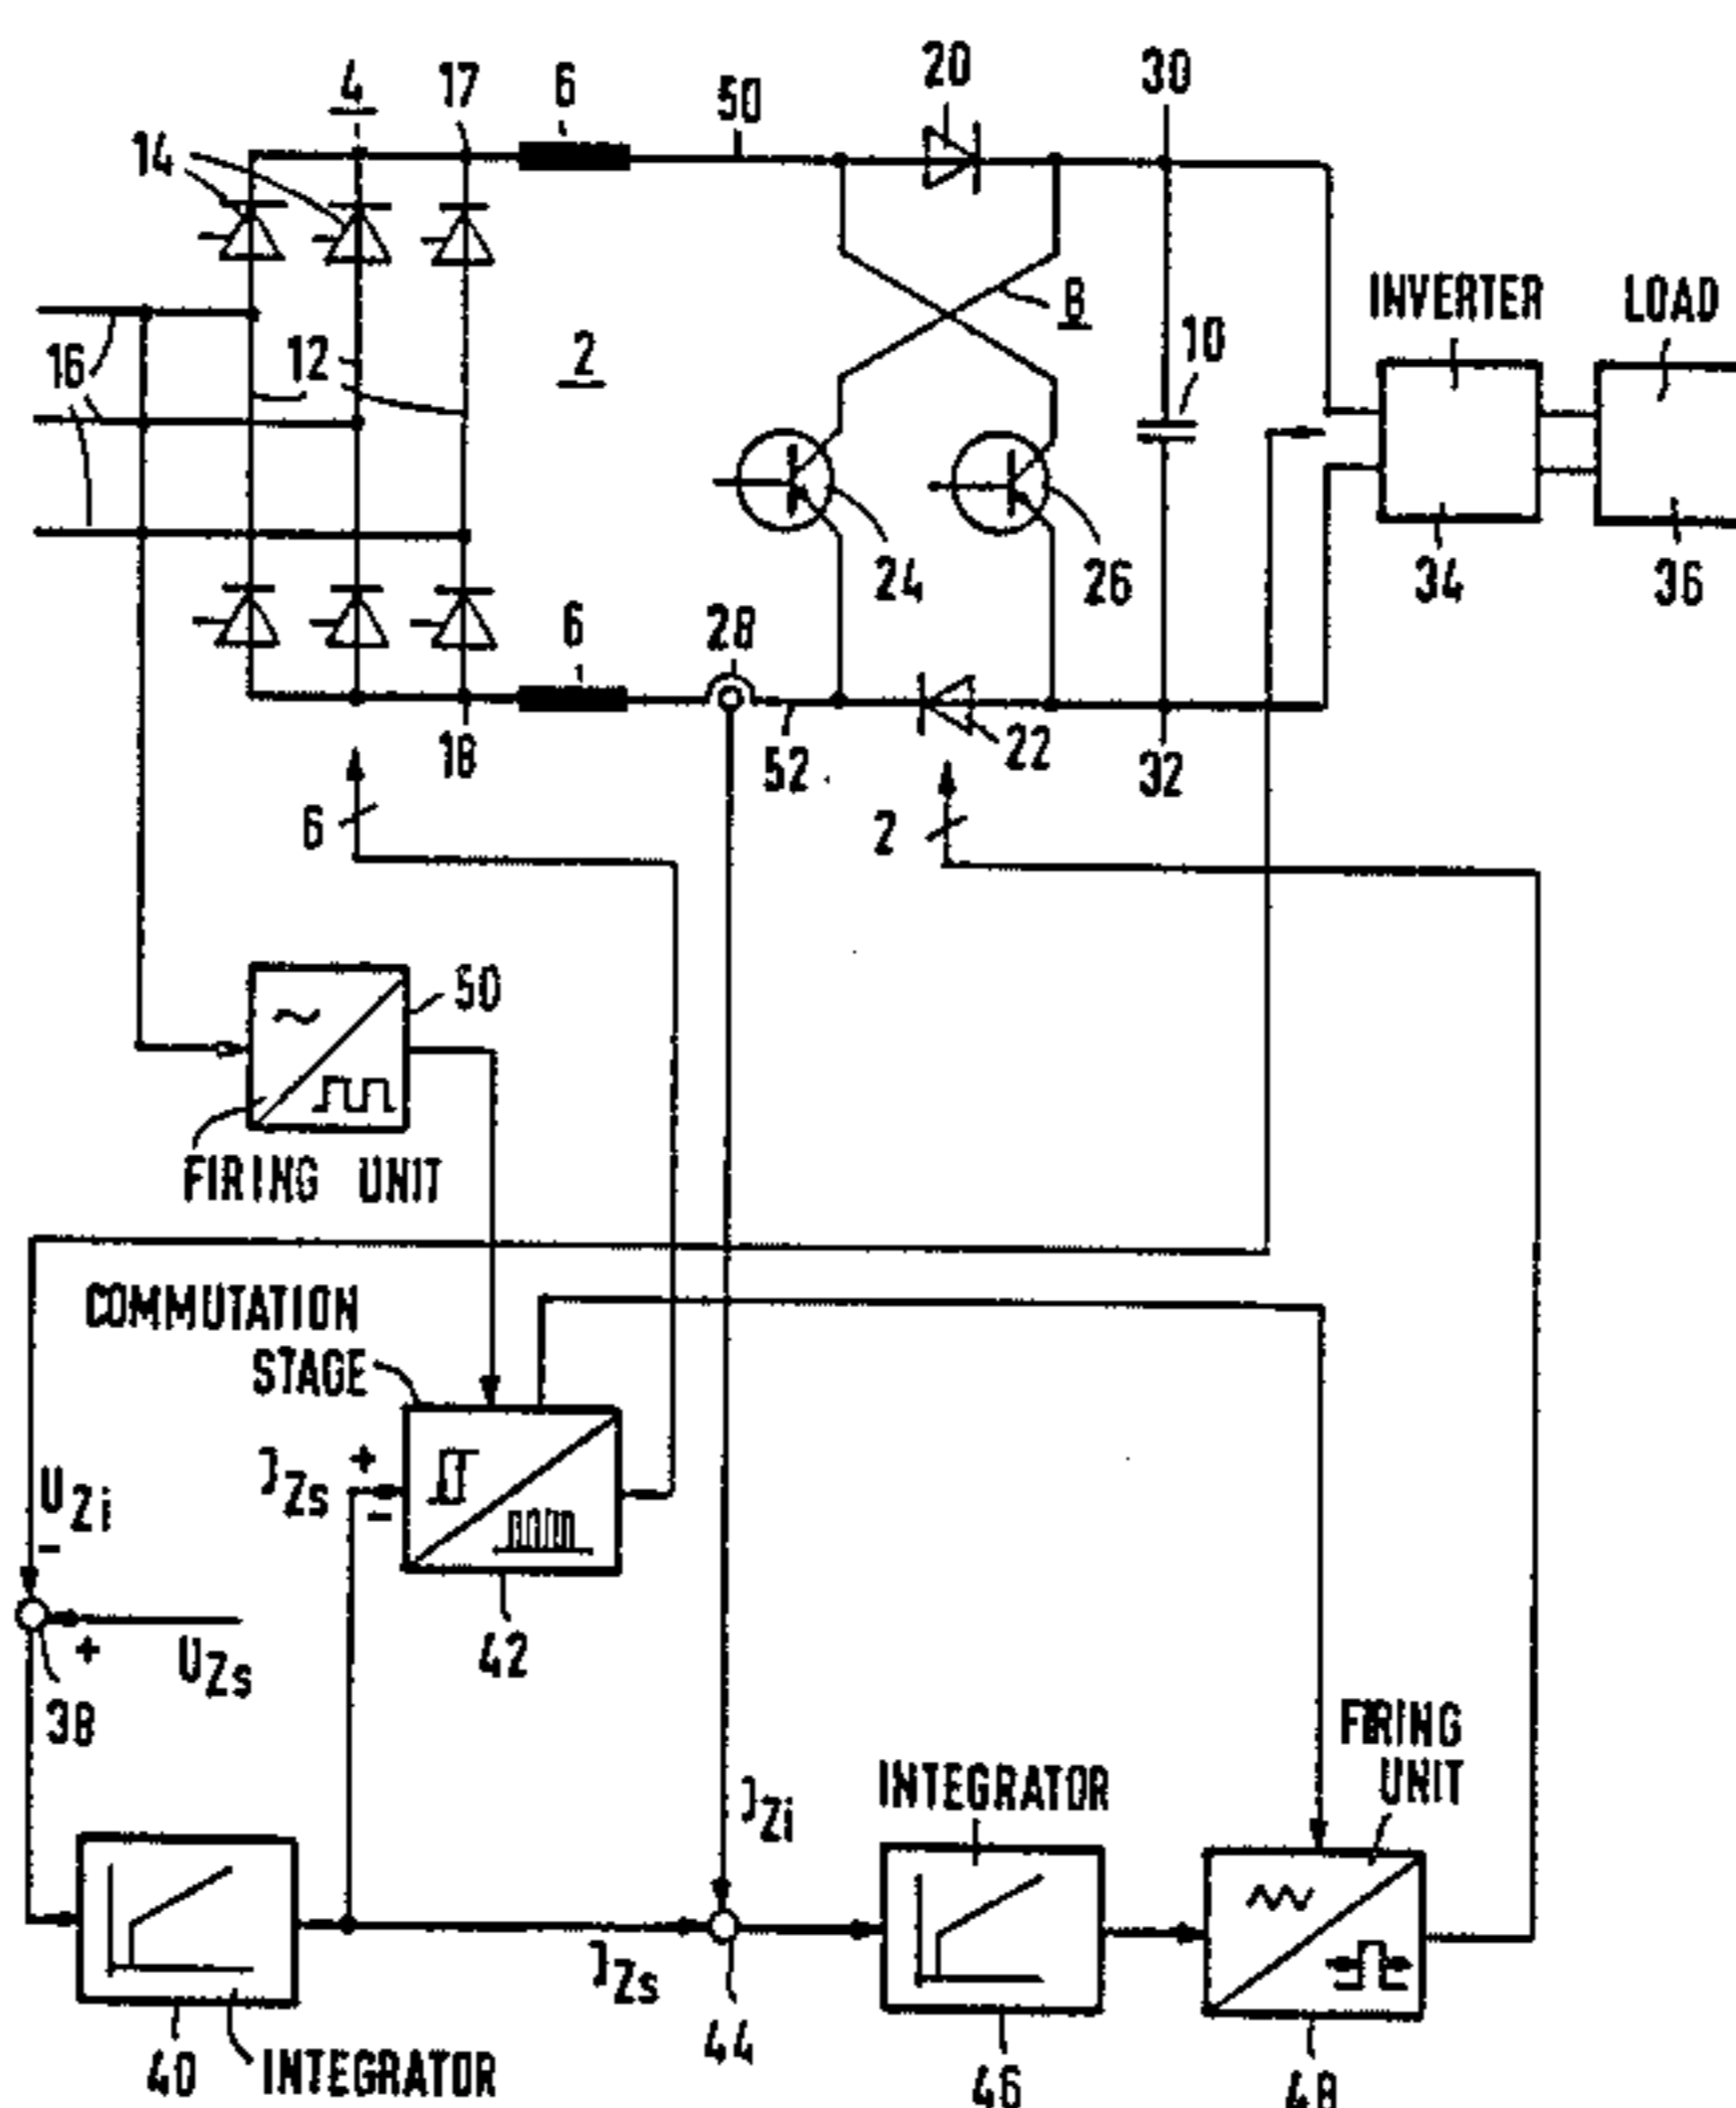 4
17
6
50
20
30
14
INVERTER
LOAD
8
10
16
12
2
24
26
34
36
6
28
18
52
22
32
6
2
50
FIRING UNIT
COMMUTATION
STAGE
U2i
-
JZs
+
-
+
UZs
38
42
FIRING
UNIT
INTEGRATOR
JZi
JZs
44
40
INTEGRATOR
46
48